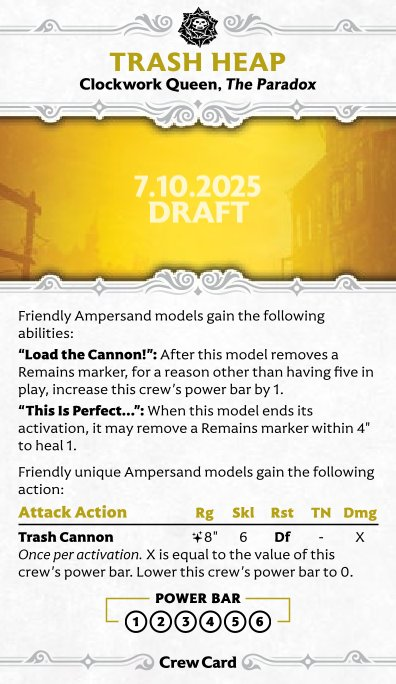 TRASH HEAP
Clockwork Queen, The Paradox
7.10.2025
DRAFT
Friendly Ampersand models gain the following
abilities:
“Load the Cannon!”: After this model removes a
Remains marker, for a reason other than having five in
play, increase this crew’s power bar by 1.
“This Is Perfect...”: When this model ends its
activation, it may remove a Remains marker within 4"
to heal 1.
Friendly unique Ampersand models gain the following
action:
Attack Action Rg Skl Rst TN Dmg
Trash Cannon 8" 6 Df - X
Once per activation. X is equal to the value of this
crew’s power bar. Lower this crew’s power bar to 0.
POWER BAR
1 2 3 4 5 6
Crew Card